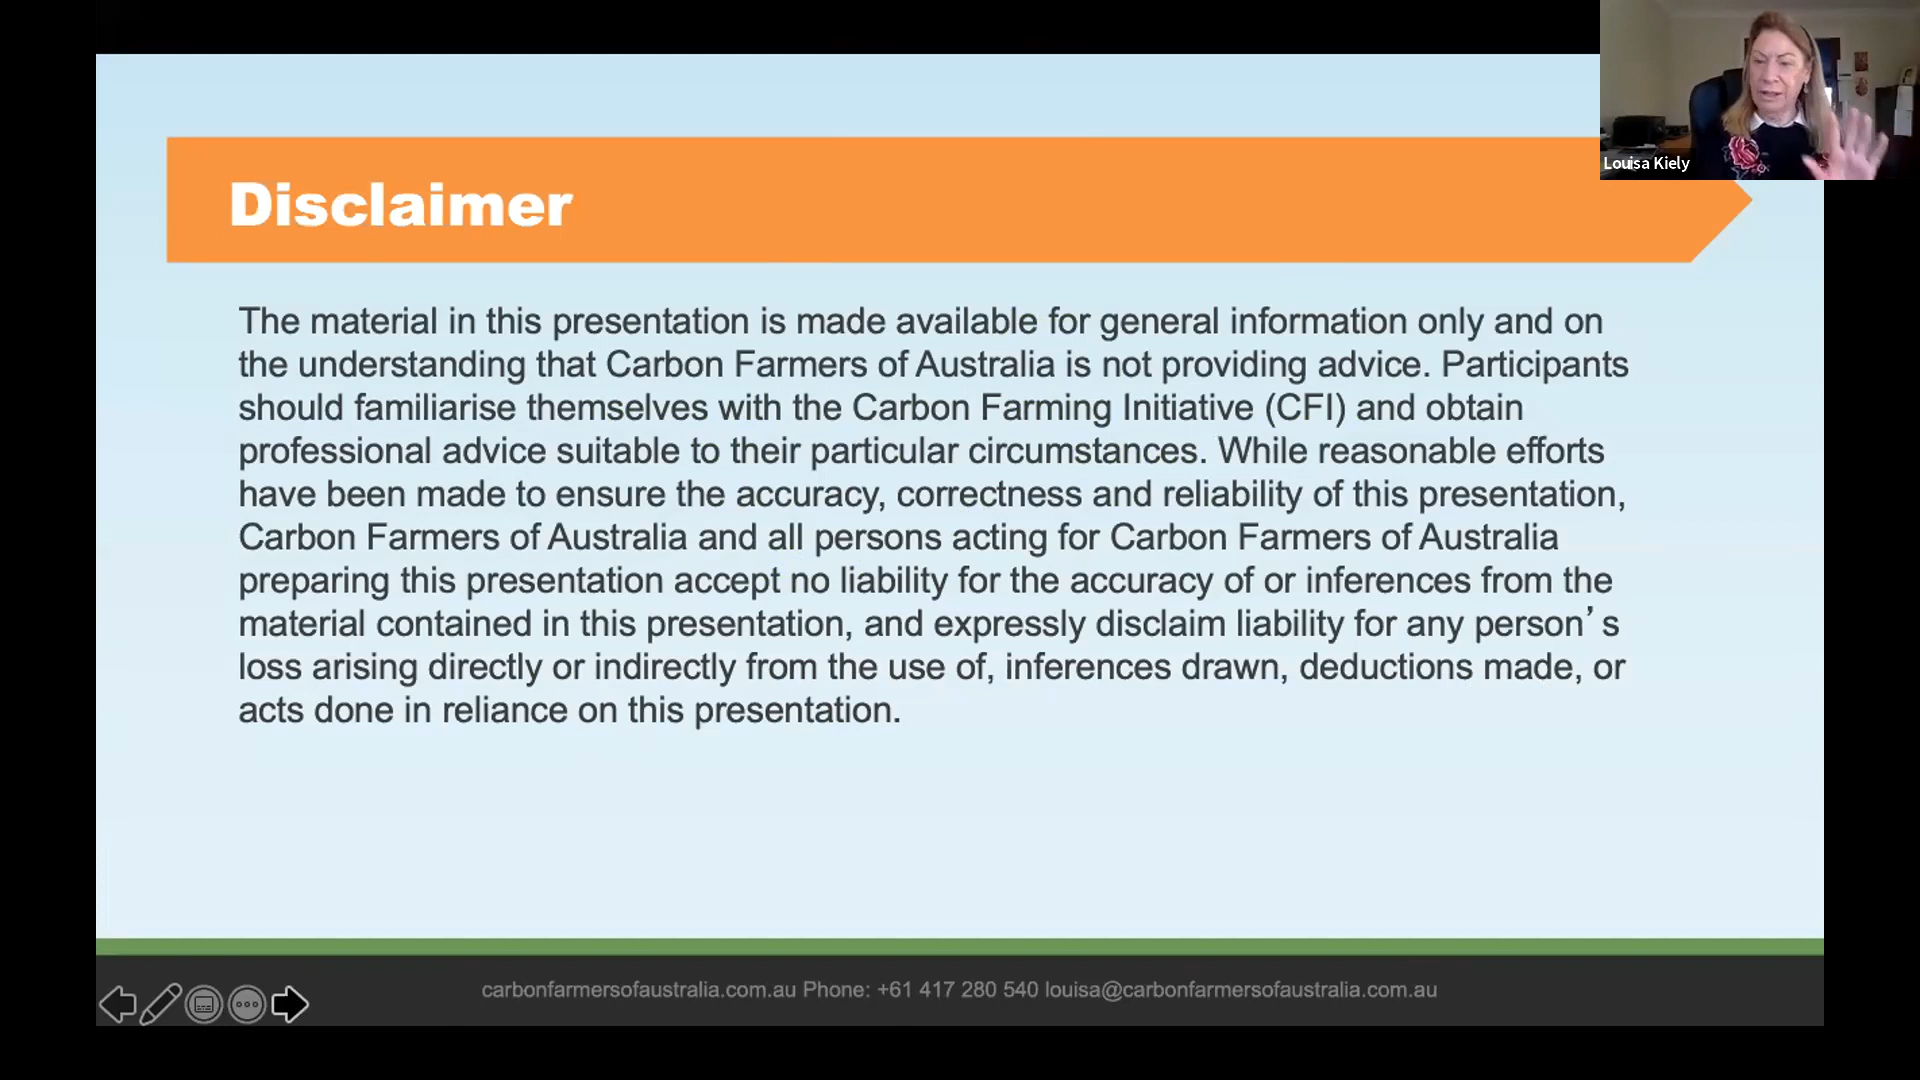 Louisa Kiely
Disclaimer
The material in this presentation is made available for general information only and on
the understanding that Carbon Farmers of Australia is not providing advice. Participants
should familiarise themselves with the Carbon Farming Initiative (CFI) and obtain
professional advice suitable to their particular circumstances. While reasonable efforts
have been made to ensure the accuracy, correctness and reliability of this presentation,
Carbon Farmers of Australia and all persons acting for Carbon Farmers of Australia
preparing this presentation accept no liability for the accuracy of or inferences from the
material contained in this presentation, and expressly disclaim liability for any person’s
loss arising directly or indirectly from the use of, inferences drawn, deductions made, or
acts done in reliance on this presentation.
carbonfarmersofaustralia.com.au Phone: +61 417 280 540 louisa@carbonfarmersofaustralia.com.au